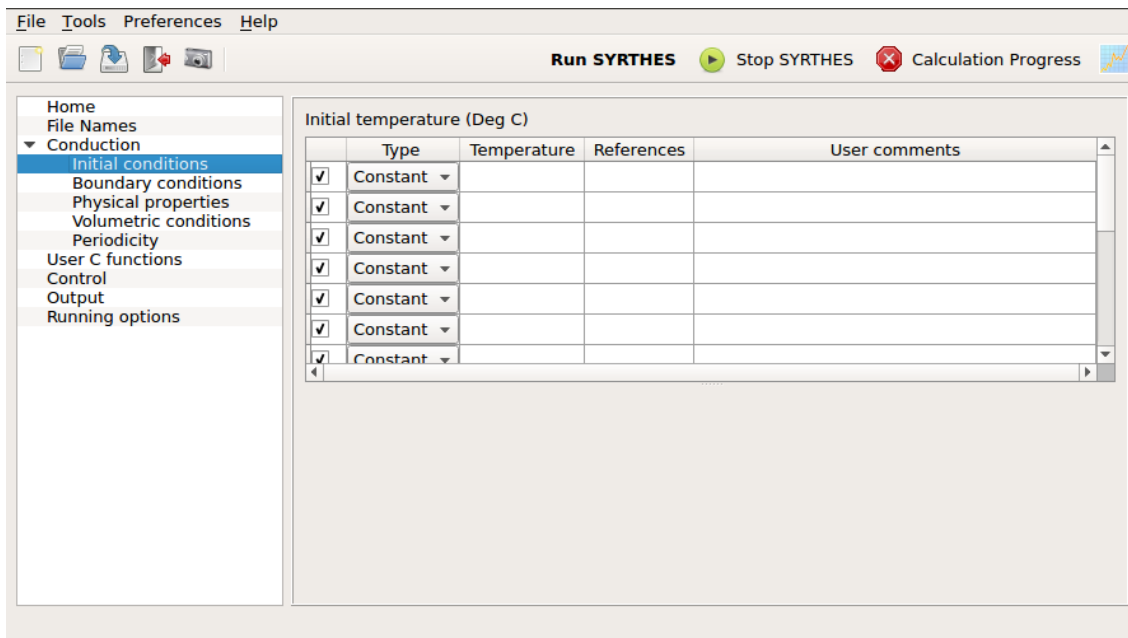 File Tools Preferences Help
Run SYRTHES Stop SYRTHES Calculation Progress
Home
File Names
Conduction
Initial conditions
Boundary conditions
Physical properties
Volumetric conditions
Periodicity
User C functions
Control
Output
Running options
Initial temperature (Deg C)
Type Temperature References User comments
Constant
Constant
Constant
Constant
Constant
Constant
Constant